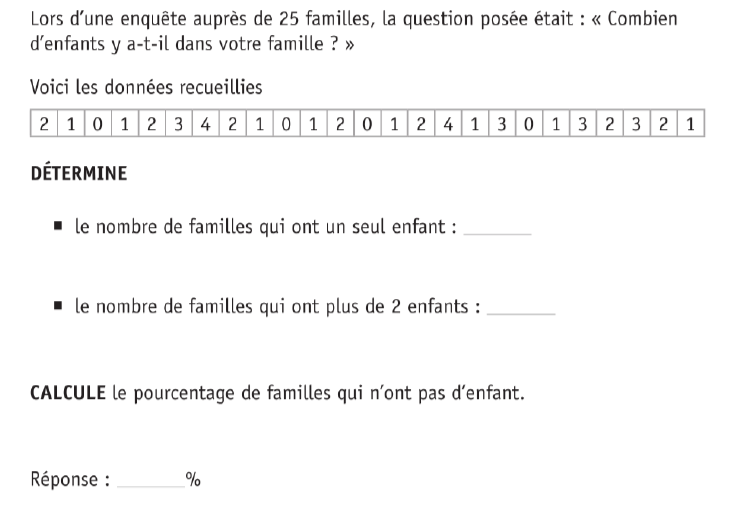 Lors d'une enquête auprès de 25 familles, la question posée était : « Combien
d'enfants y a-t-il dans votre famille ? »
Voici les données recueillies
2 1 0 1 2 3 4 2 1 0 1 2 0 1 2 4 1 3 0 1 3 2 3 2 1
DÉTERMINE
▪ le nombre de familles qui ont un seul enfant : ______
▪ le nombre de familles qui ont plus de 2 enfants : ______
CALCULE le pourcentage de familles qui n'ont pas d'enfant.
Réponse : ______%